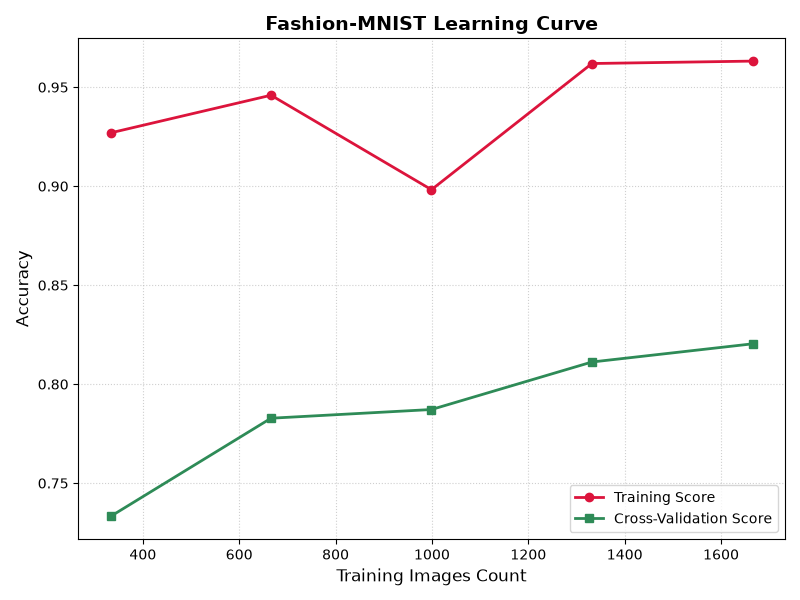 Fashion-MNIST Learning Curve
Accuracy
0.95
0.90
0.85
0.80
0.75
400 600 800 1000 1200 1400 1600
Training Images Count
Training Score
Cross-Validation Score